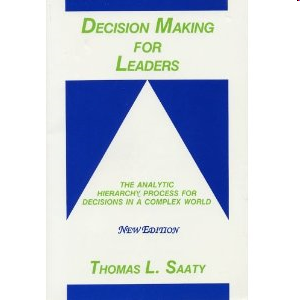 DECISION MAKING
FOR
LEADERS
THE ANALYTIC
HIERARCHY PROCESS FOR
DECISIONS IN A COMPLEX WORLD
NEW EDITION
THOMAS L. SAATY